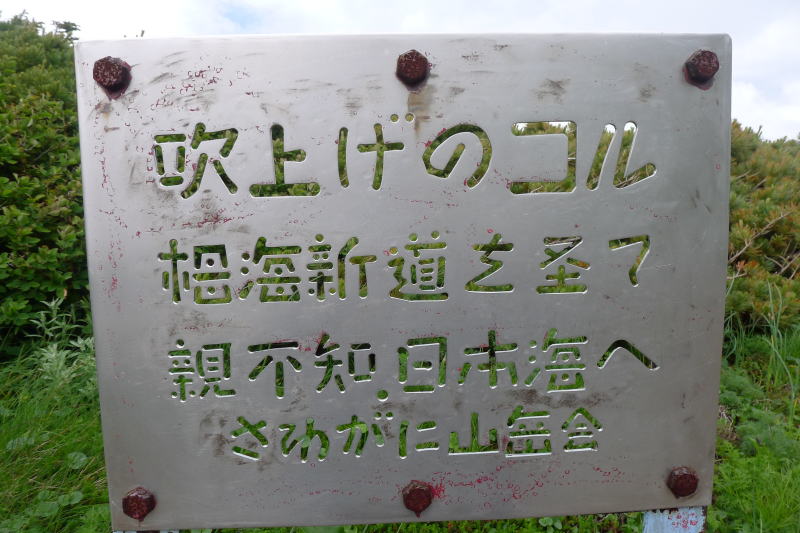 吹上げのコル
栂海新道を圣て
親不知.日本海へ
さわがに山岳会